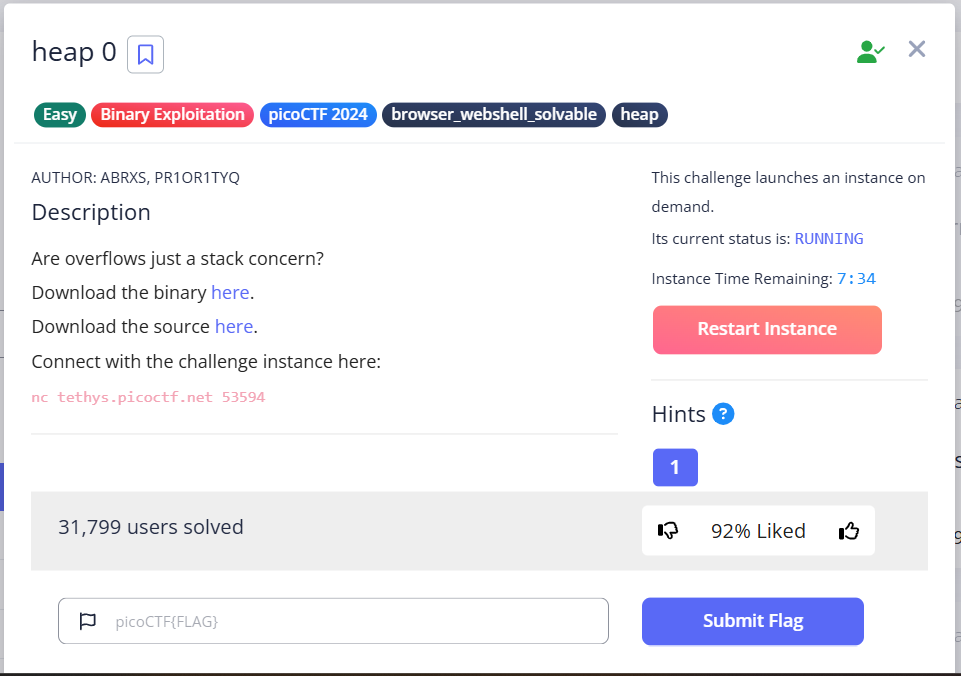 heap 0
Easy Binary Exploitation picoCTF 2024 browser_webshell_solvable heap
AUTHOR: ABRXS, PR1OR1TYQ
Description
Are overflows just a stack concern?
Download the binary here.
Download the source here.
Connect with the challenge instance here:
nc tethys.picoctf.net 53594
This challenge launches an instance on
demand.
Its current status is: RUNNING
Instance Time Remaining: 7:34
Restart Instance
Hints ?
1
31,799 users solved
92% Liked
picoCTF{FLAG}
Submit Flag